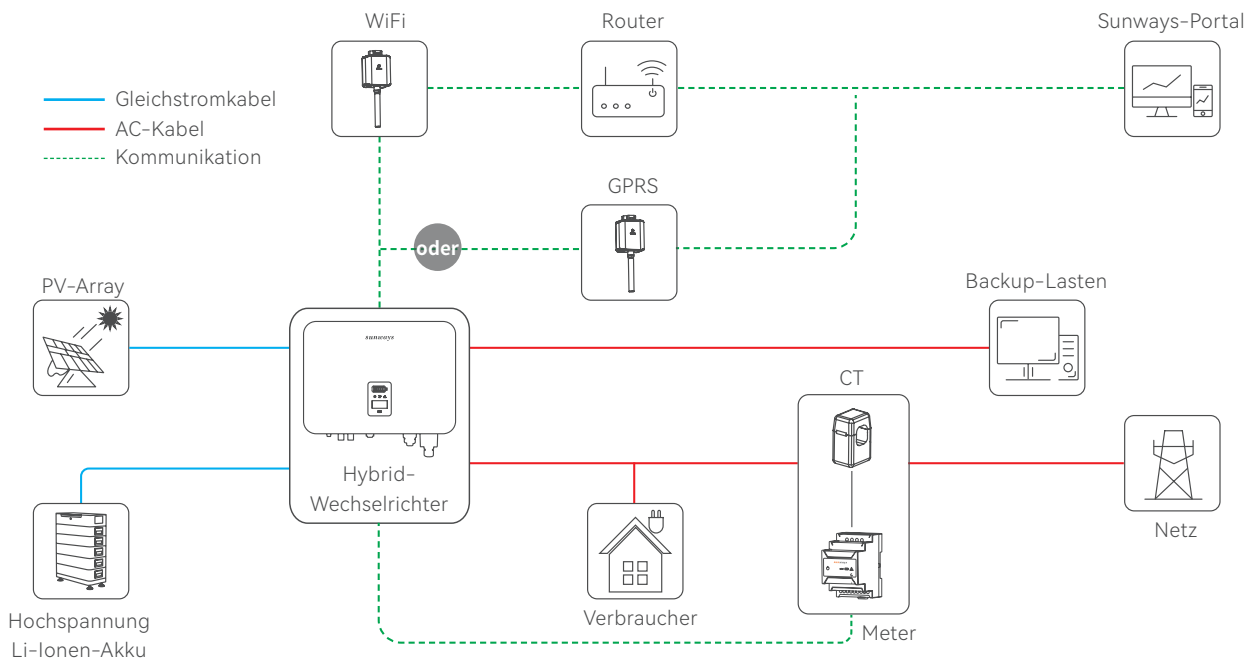 WiFi
Router
Sunways-Portal
Gleichstromkabel
AC-Kabel
Kommunikation
GPRS
oder
PV-Array
Backup-Lasten
sunways
CT
Hybrid-
Wechselrichter
Netz
Hochspannung
Li-Ionen-Akku
Verbraucher
Meter